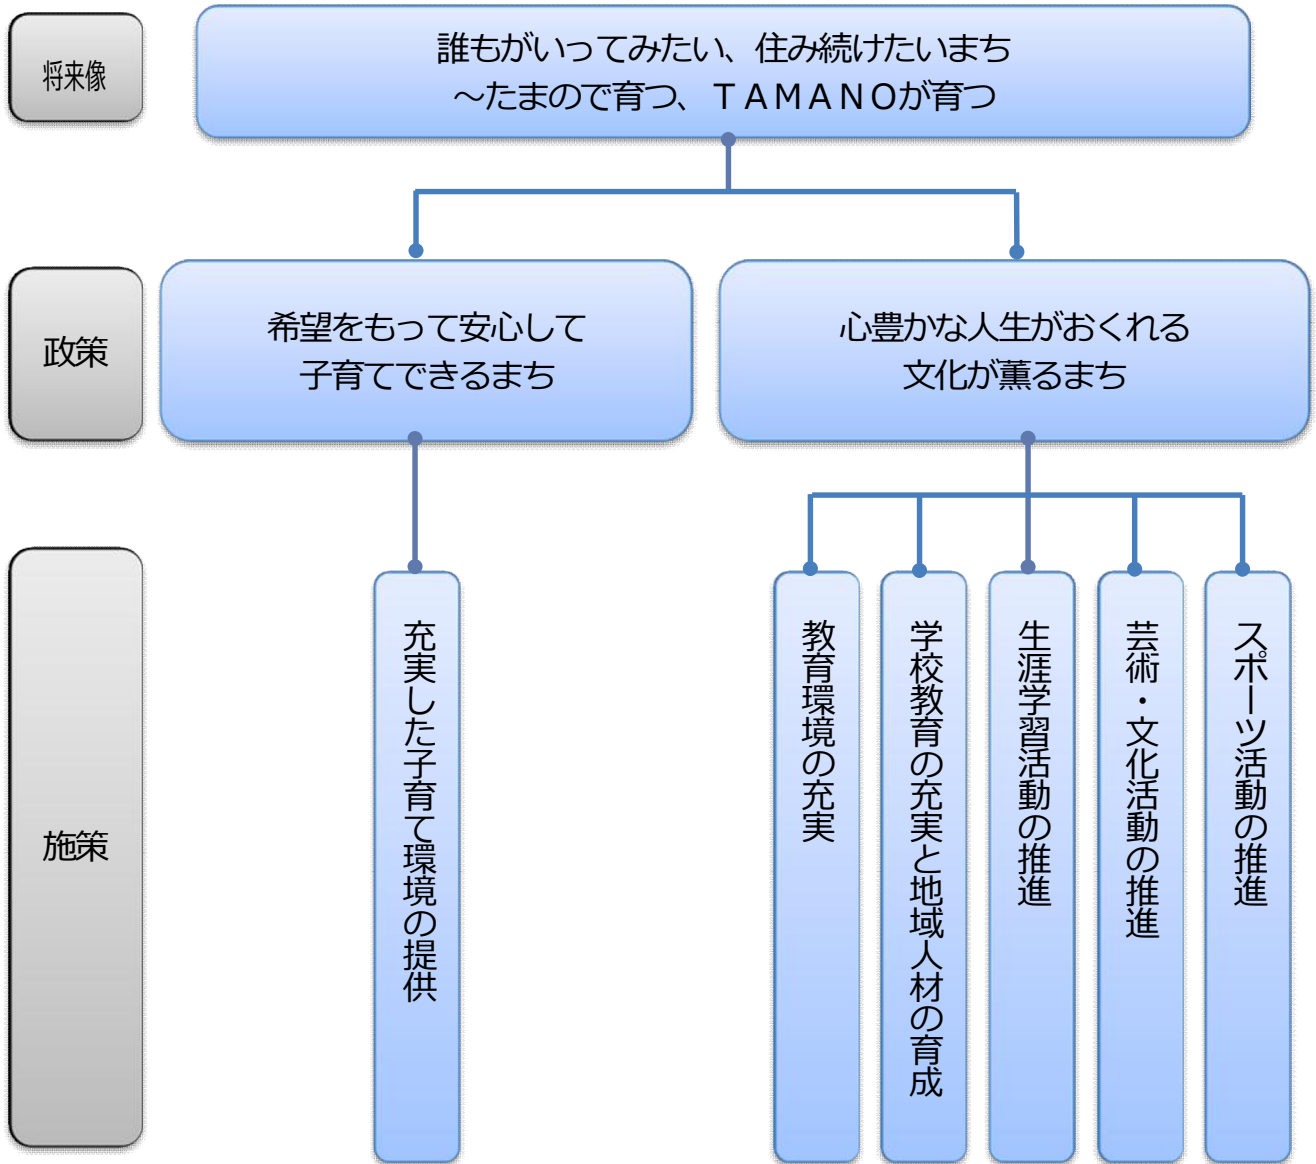 将来像
誰もがいってみたい、住み続けたいまち
～たまので育つ、ＴＡＭＡＮＯが育つ
政策
希望をもって安心して
子育てできるまち
心豊かな人生がおくれる
文化が薫るまち
施策
充実した子育て環境の提供
教育環境の充実
学校教育の充実と地域人材の育成
生涯学習活動の推進
芸術・文化活動の推進
スポーツ活動の推進